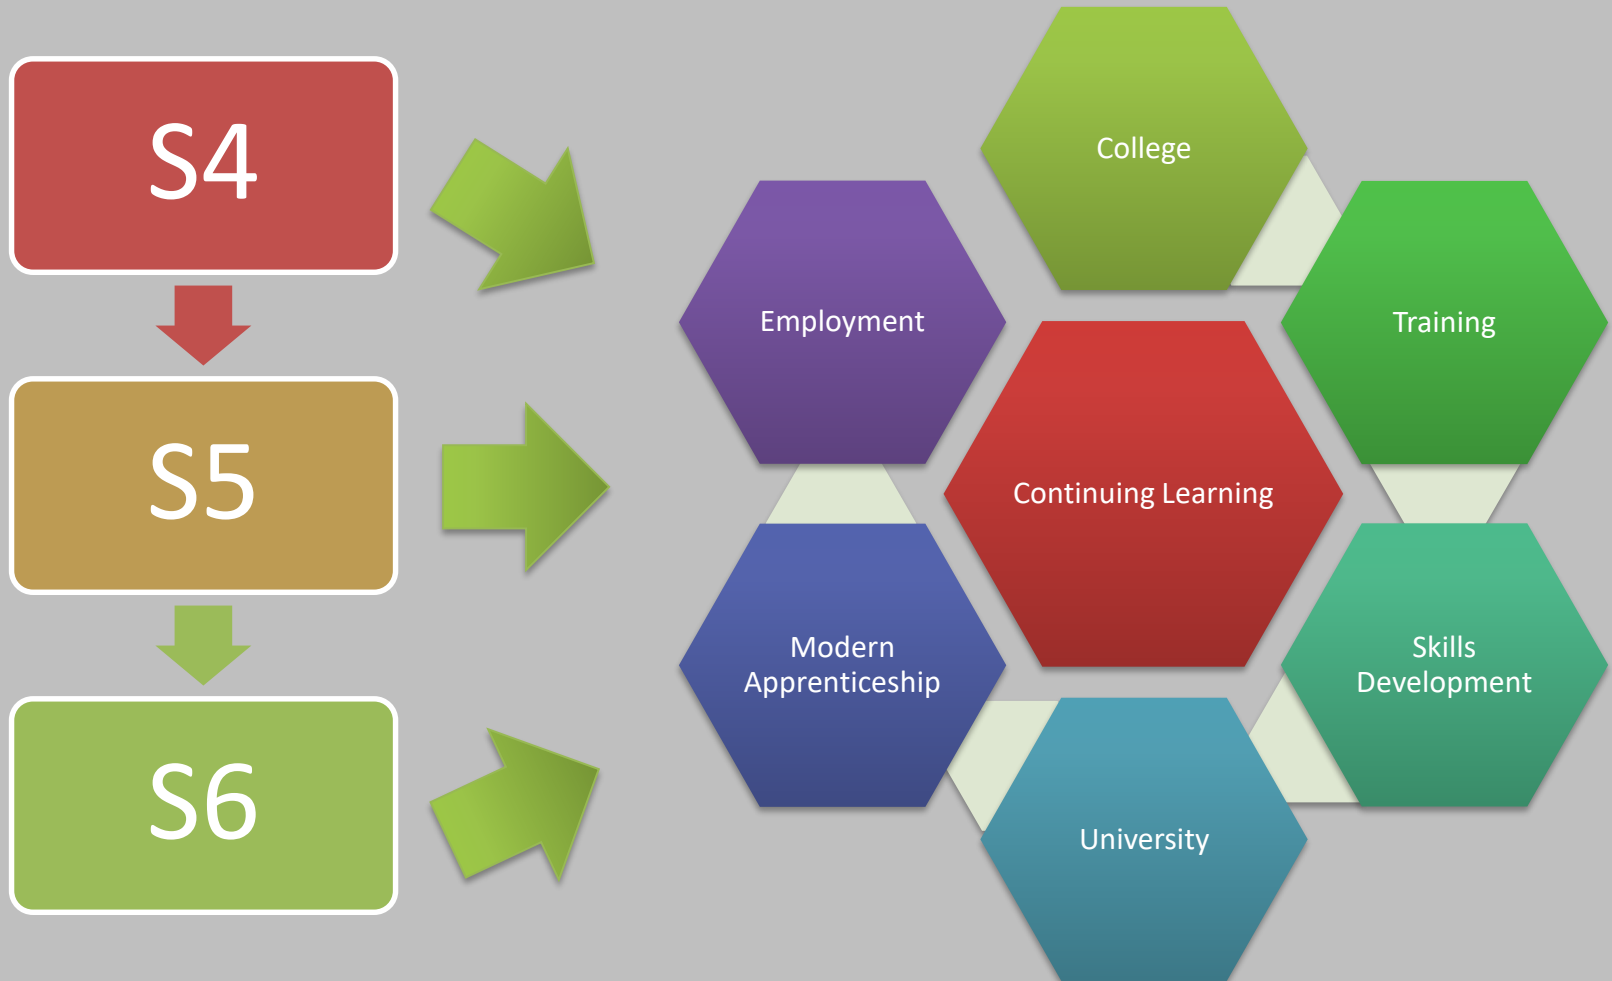 S4
S5
S6
College
Employment
Training
Continuing Learning
Modern
Apprenticeship
Skills
Development
University